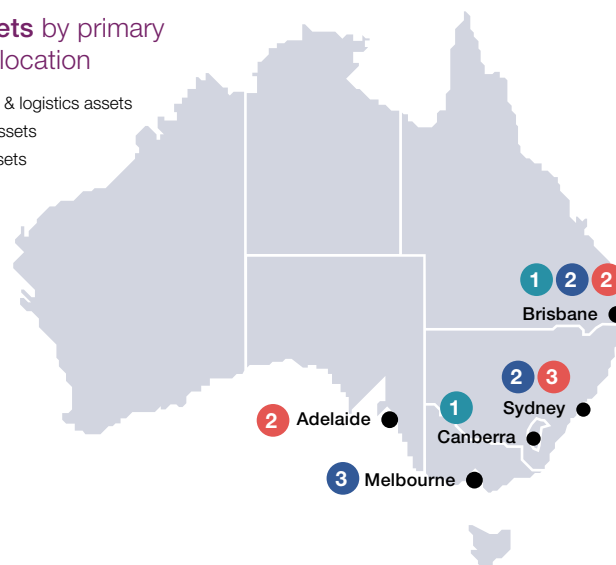 ets by primary
location
& logistics assets
ssets
sets
1 2 2
Brisbane
2 3
Sydney
1
Canberra
2 Adelaide
3 Melbourne